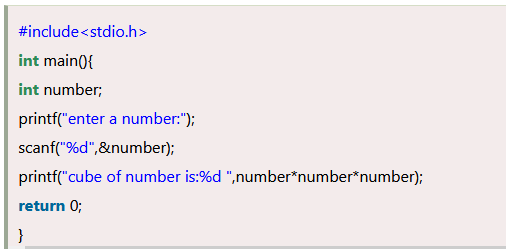 #include<stdio.h>
int main(){
int number;
printf("enter a number:");
scanf("%d",&number);
printf("cube of number is:%d ",number*number*number);
return 0;
}